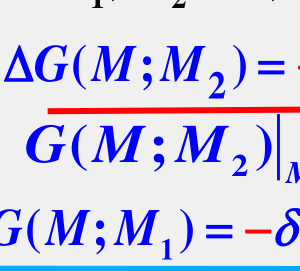 ΔG(M;M₂) = -
G(M;M₂)|
G(M;M₁) = -δ